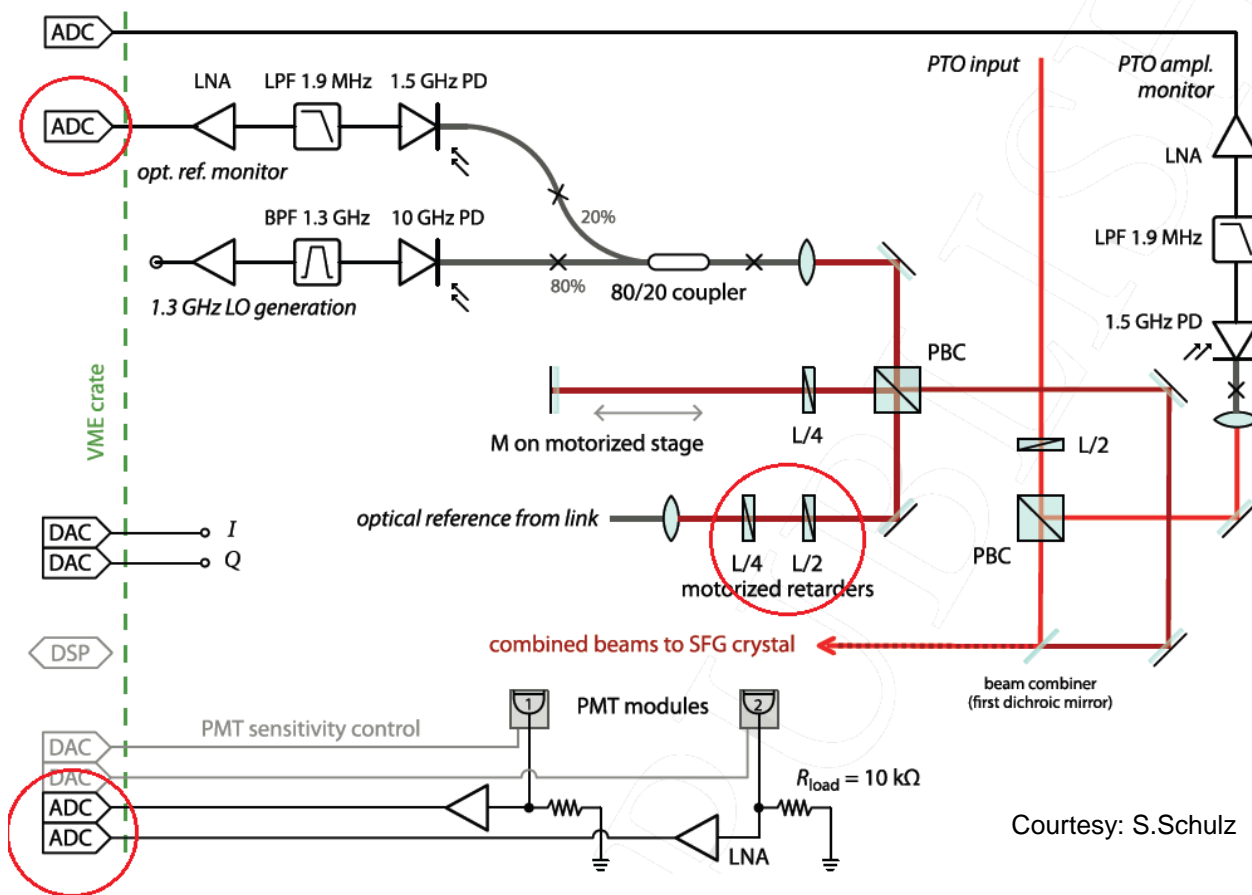 ADC
PTO input
PTO ampl.
monitor
LNA
LPF 1.9 MHz
1.5 GHz PD
ADC
opt. ref. monitor
LNA
20%
BPF 1.3 GHz
10 GHz PD
LPF 1.9 MHz
1.3 GHz LO generation
80%
80/20 coupler
1.5 GHz PD
PBC
VME crate
M on motorized stage
L/4
L/2
optical reference from link
DAC
I
DAC
Q
L/4
L/2
PBC
motorized retarders
DSP
combined beams to SFG crystal
beam combiner
(first dichroic mirror)
1
PMT modules
2
PMT sensitivity control
DAC
DAC
Rload = 10 kΩ
ADC
ADC
LNA
Courtesy: S.Schulz